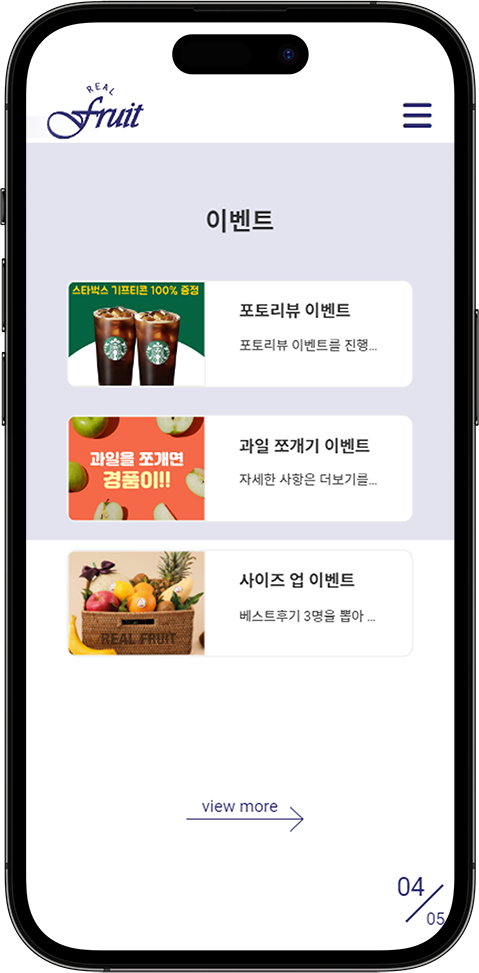 REAL
Fruit
이벤트
스타벅스 기프티콘 100% 증정
포토리뷰 이벤트
포토리뷰 이벤트를 진행...
과일을 쪼개면
경품이!!
과일 쪼개기 이벤트
자세한 사항은 더보기를...
REAL FRUIT
사이즈 업 이벤트
베스트후기 3명을 뽑아 ...
view more
04
05